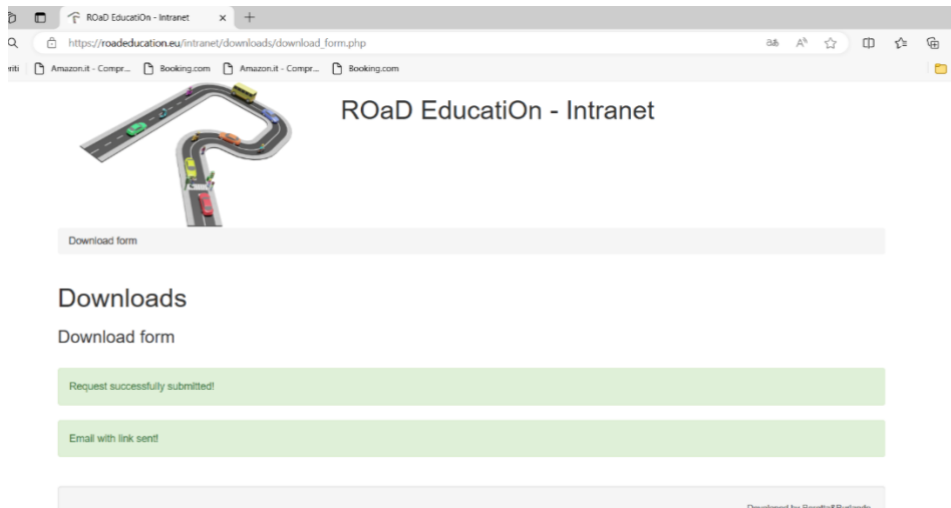 ROaD EducatiOn - Intranet
https://roadeducation.eu/intranet/downloads/download_form.php
Amazon.it - Compr...
Booking.com
Amazon.it - Compr...
Booking.com
ROaD EducatiOn - Intranet
Download form
Downloads
Download form
Request successfully submitted!
Email with link sent!